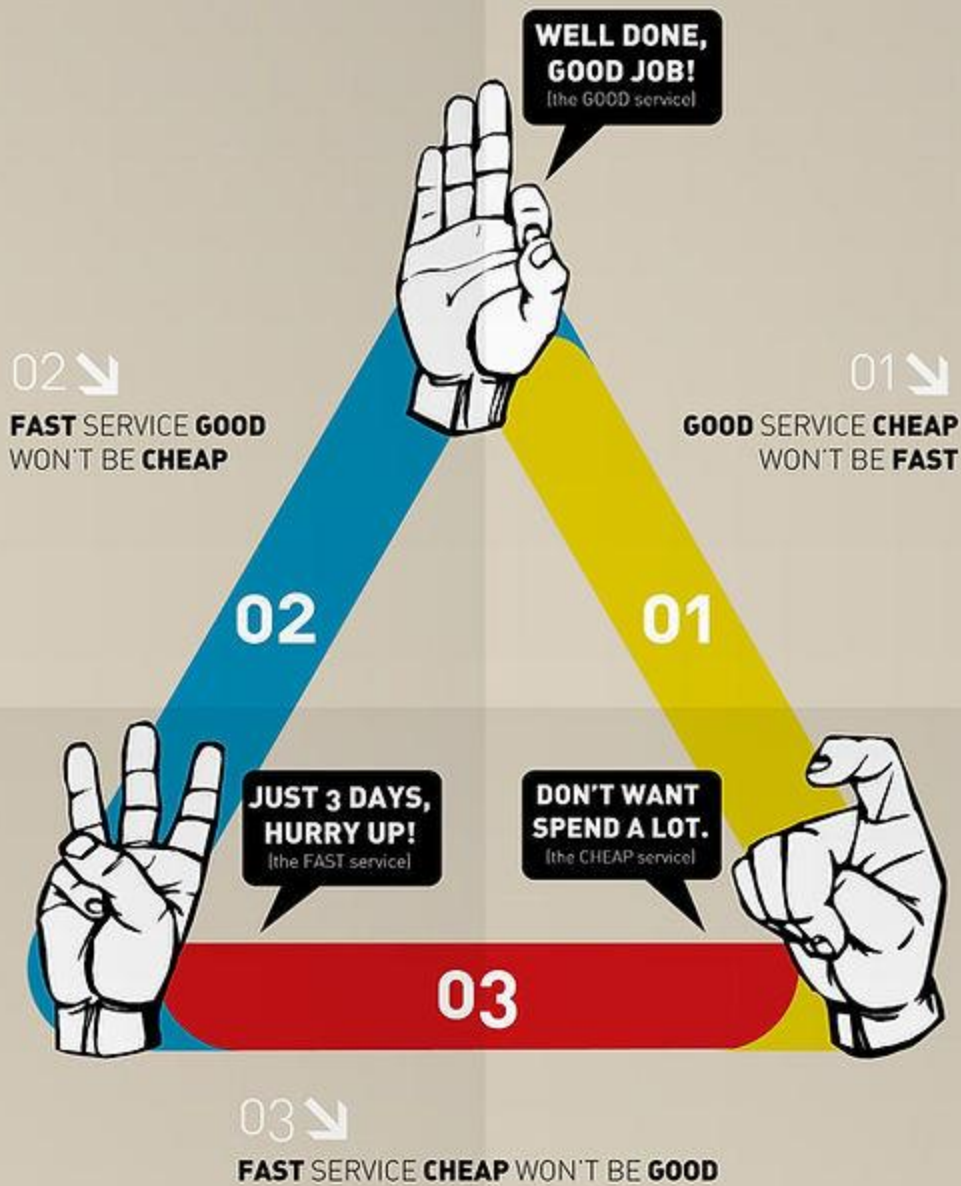 WELL DONE,
GOOD JOB!
(the GOOD service)
02
FAST SERVICE GOOD
WON'T BE CHEAP
01
GOOD SERVICE CHEAP
WON'T BE FAST
02
01
JUST 3 DAYS,
HURRY UP!
(the FAST service)
DON'T WANT
SPEND A LOT.
(the CHEAP service)
03
03
FAST SERVICE CHEAP WON'T BE GOOD